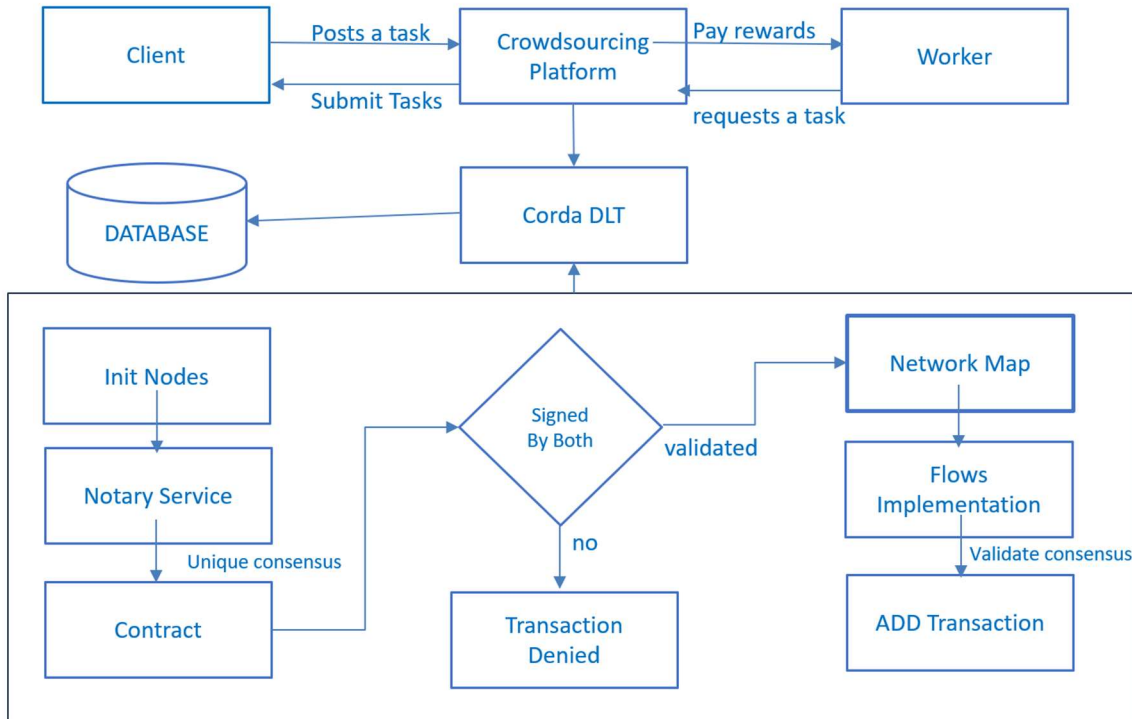 Client
Posts a task
Submit Tasks
Crowdsourcing
Platform
Pay rewards
requests a task
Worker
DATABASE
Corda DLT
Init Nodes
Notary Service
Unique consensus
Contract
Signed
By Both
validated
no
Transaction
Denied
Network Map
Flows
Implementation
Validate consensus
ADD Transaction